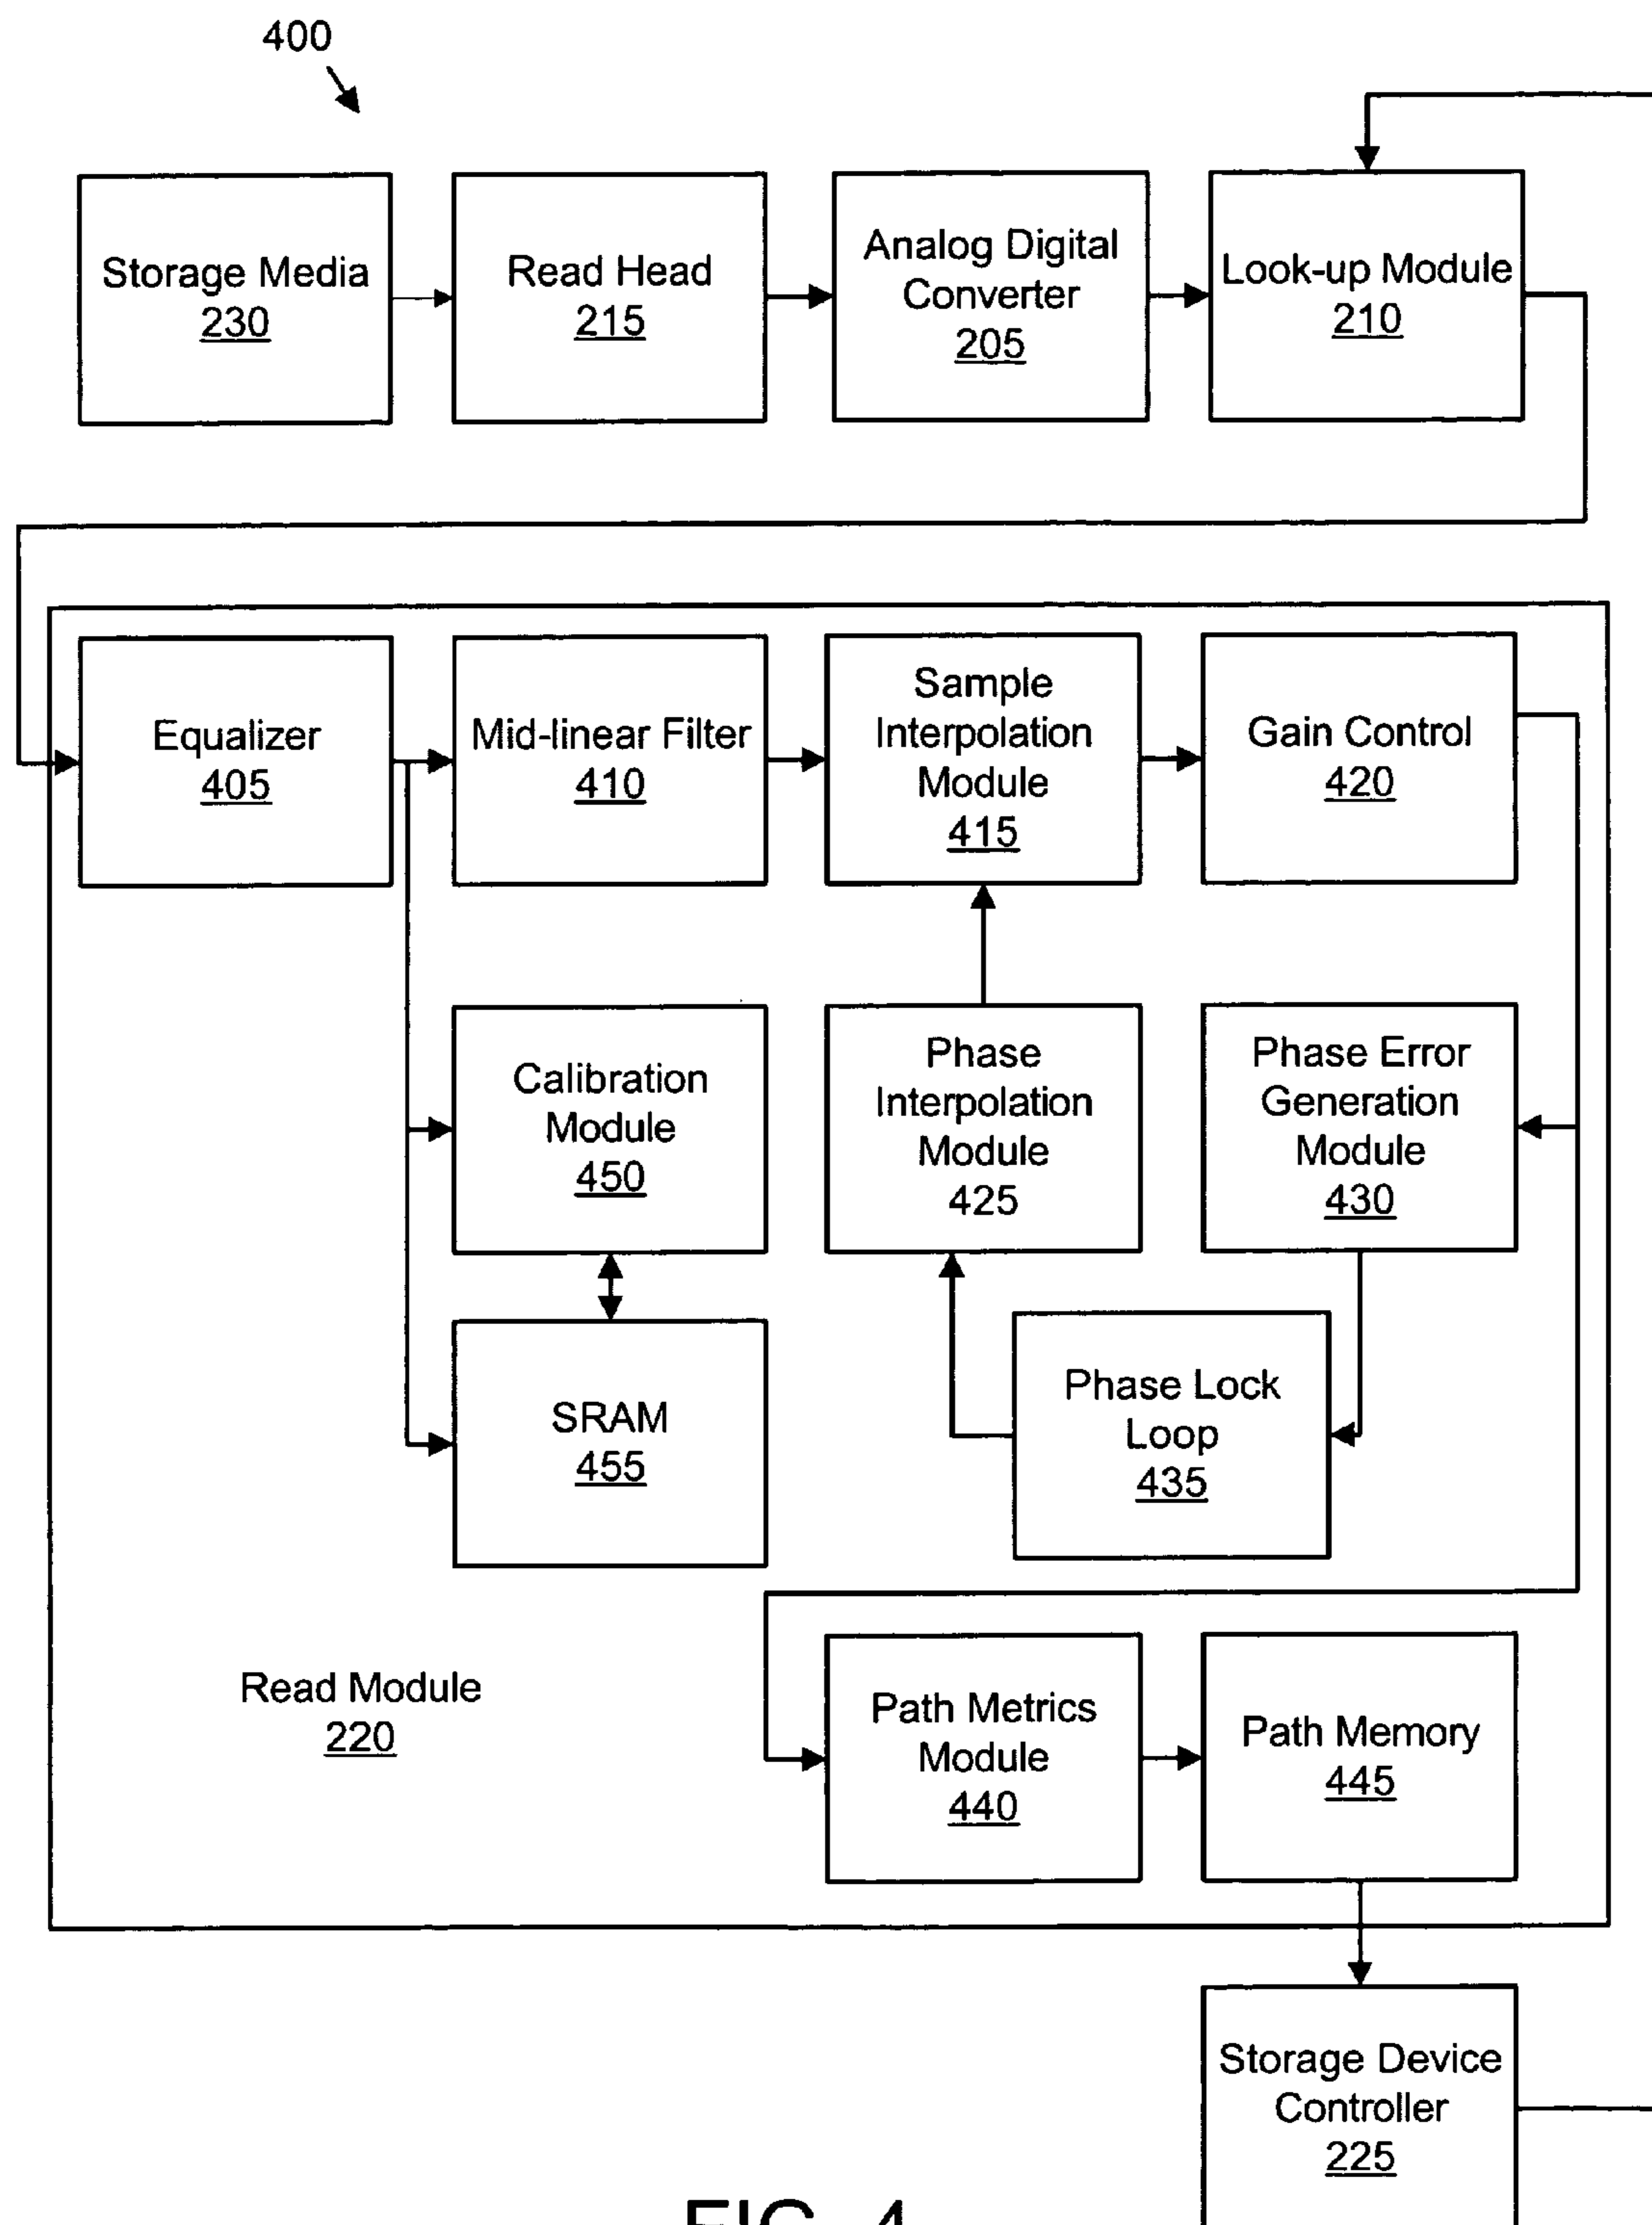 400
Storage Media
230
Read Head
215
Analog Digital
Converter
205
Look-up Module
210
Equalizer
405
Mid-linear Filter
410
Sample
Interpolation
Module
415
Gain Control
420
Calibration
Module
450
Phase
Interpolation
Module
425
Phase Error
Generation
Module
430
SRAM
455
Phase Lock
Loop
435
Read Module
220
Path Metrics
Module
440
Path Memory
445
Storage Device
Controller
225
FIG. 4